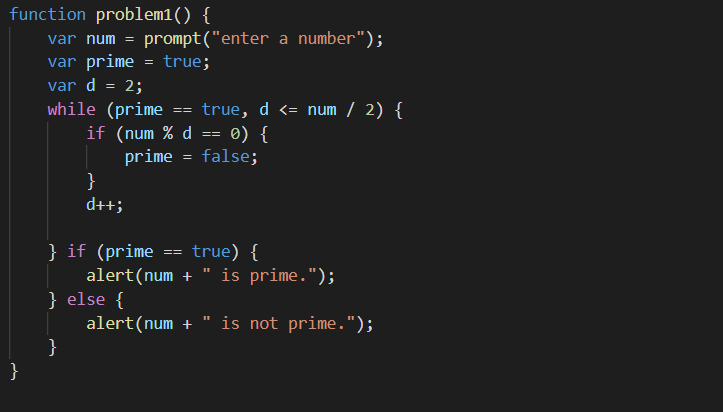 function problem1() {
    var num = prompt("enter a number");
    var prime = true;
    var d = 2;
    while (prime == true, d <= num / 2) {
        if (num % d == 0) {
            prime = false;
        }
        d++;

    } if (prime == true) {
        alert(num + " is prime.");
    } else {
        alert(num + " is not prime.");
    }
}